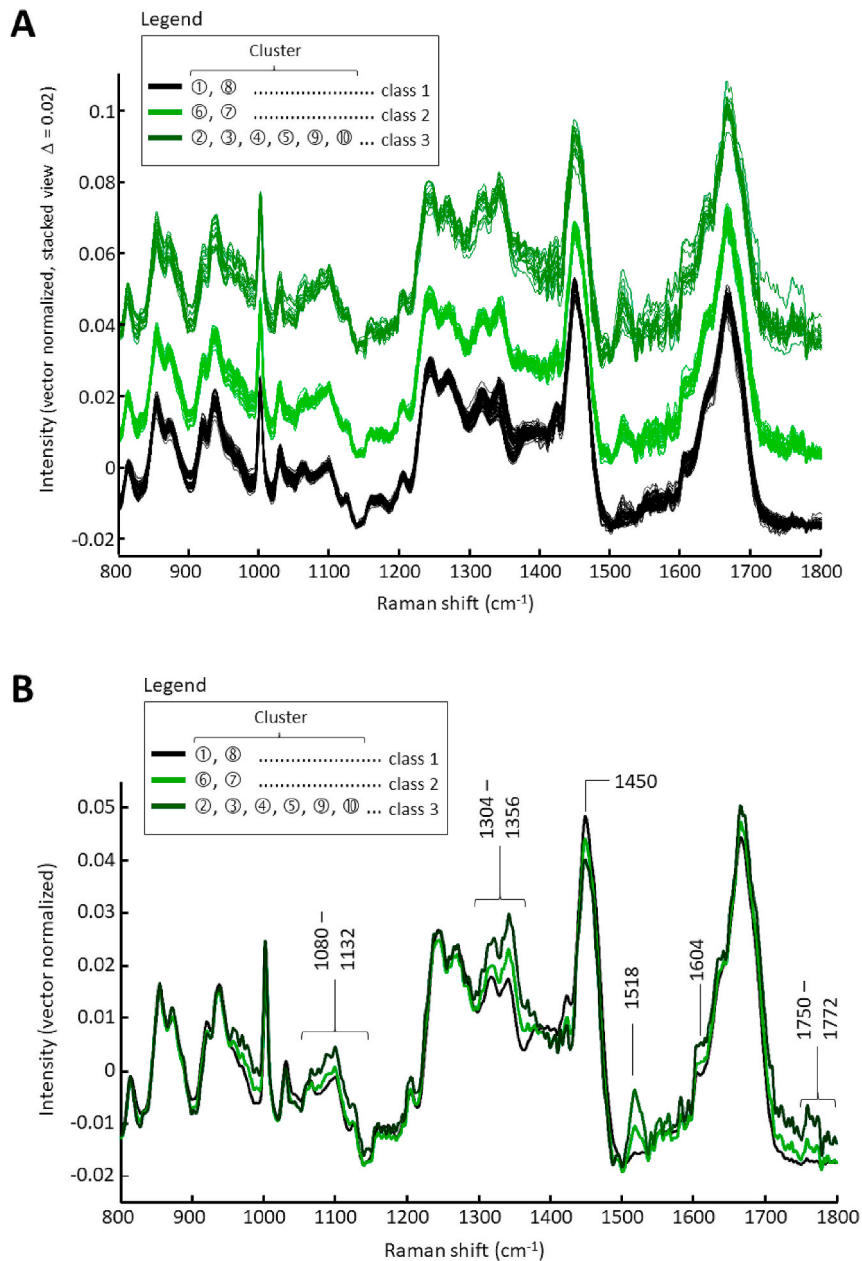 A
Legend
Cluster
①, ⑧ ........................ class 1
⑥, ⑦ ........................ class 2
②, ③, ④, ⑤, ⑨, ⑩ ... class 3
Intensity (vector normalized, stacked view Δ = 0.02)
0.1
0.08
0.06
0.04
0.02
0
-0.02
800 900 1000 1100 1200 1300 1400 1500 1600 1700 1800
Raman shift (cm⁻¹)
B
Legend
Cluster
①, ⑧ ........................ class 1
⑥, ⑦ ........................ class 2
②, ③, ④, ⑤, ⑨, ⑩ ... class 3
1080 –
1132
1304 –
1356
1450
1518
1604
1750 –
1772
Intensity (vector normalized)
0.05
0.04
0.03
0.02
0.01
0
-0.01
-0.02
800 900 1000 1100 1200 1300 1400 1500 1600 1700 1800
Raman shift (cm⁻¹)